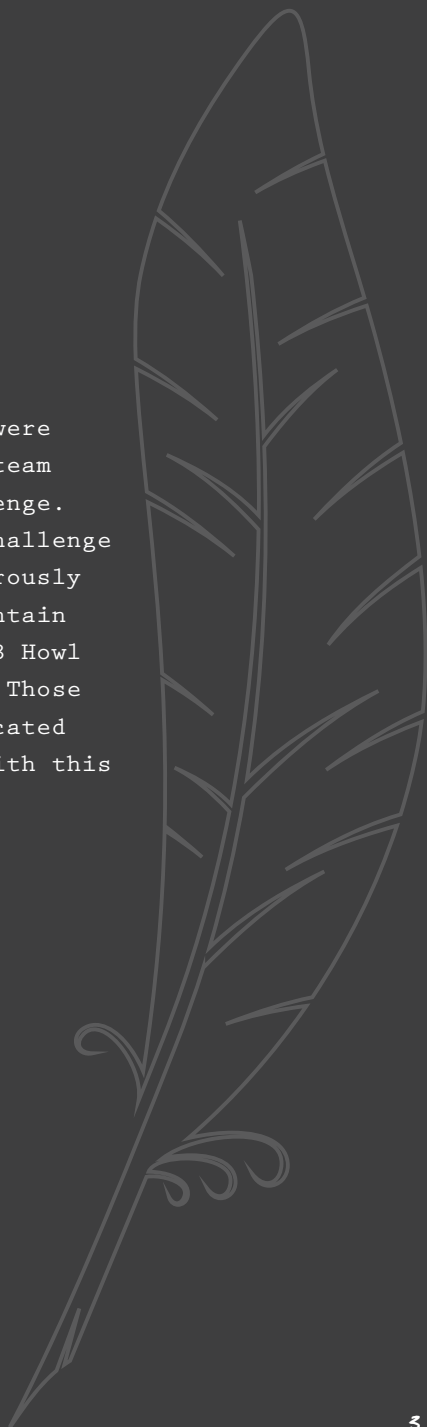 were
team
enge.
hallenge
rously
ntain
3 Howl
Those
cated
ith this
3